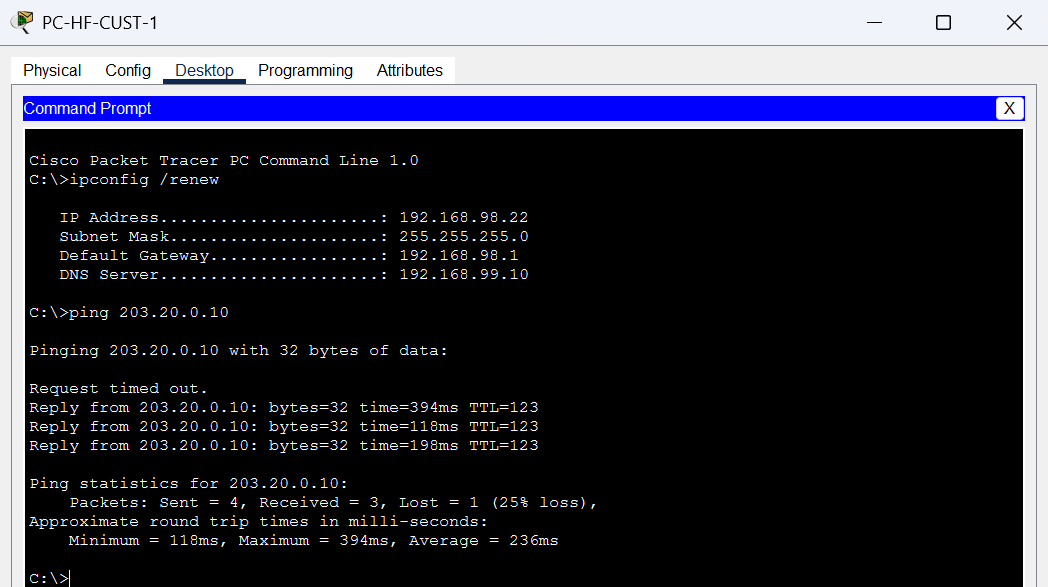 PC-HF-CUST-1
Physical Config Desktop Programming Attributes
Command Prompt X
Cisco Packet Tracer PC Command Line 1.0
C:\>ipconfig /renew
IP Address......................: 192.168.98.22
Subnet Mask.....................: 255.255.255.0
Default Gateway.................: 192.168.98.1
DNS Server......................: 192.168.99.10
C:\>ping 203.20.0.10
Pinging 203.20.0.10 with 32 bytes of data:
Request timed out.
Reply from 203.20.0.10: bytes=32 time=394ms TTL=123
Reply from 203.20.0.10: bytes=32 time=118ms TTL=123
Reply from 203.20.0.10: bytes=32 time=198ms TTL=123
Ping statistics for 203.20.0.10:
Packets: Sent = 4, Received = 3, Lost = 1 (25% loss),
Approximate round trip times in milli-seconds:
Minimum = 118ms, Maximum = 394ms, Average = 236ms
C:\>